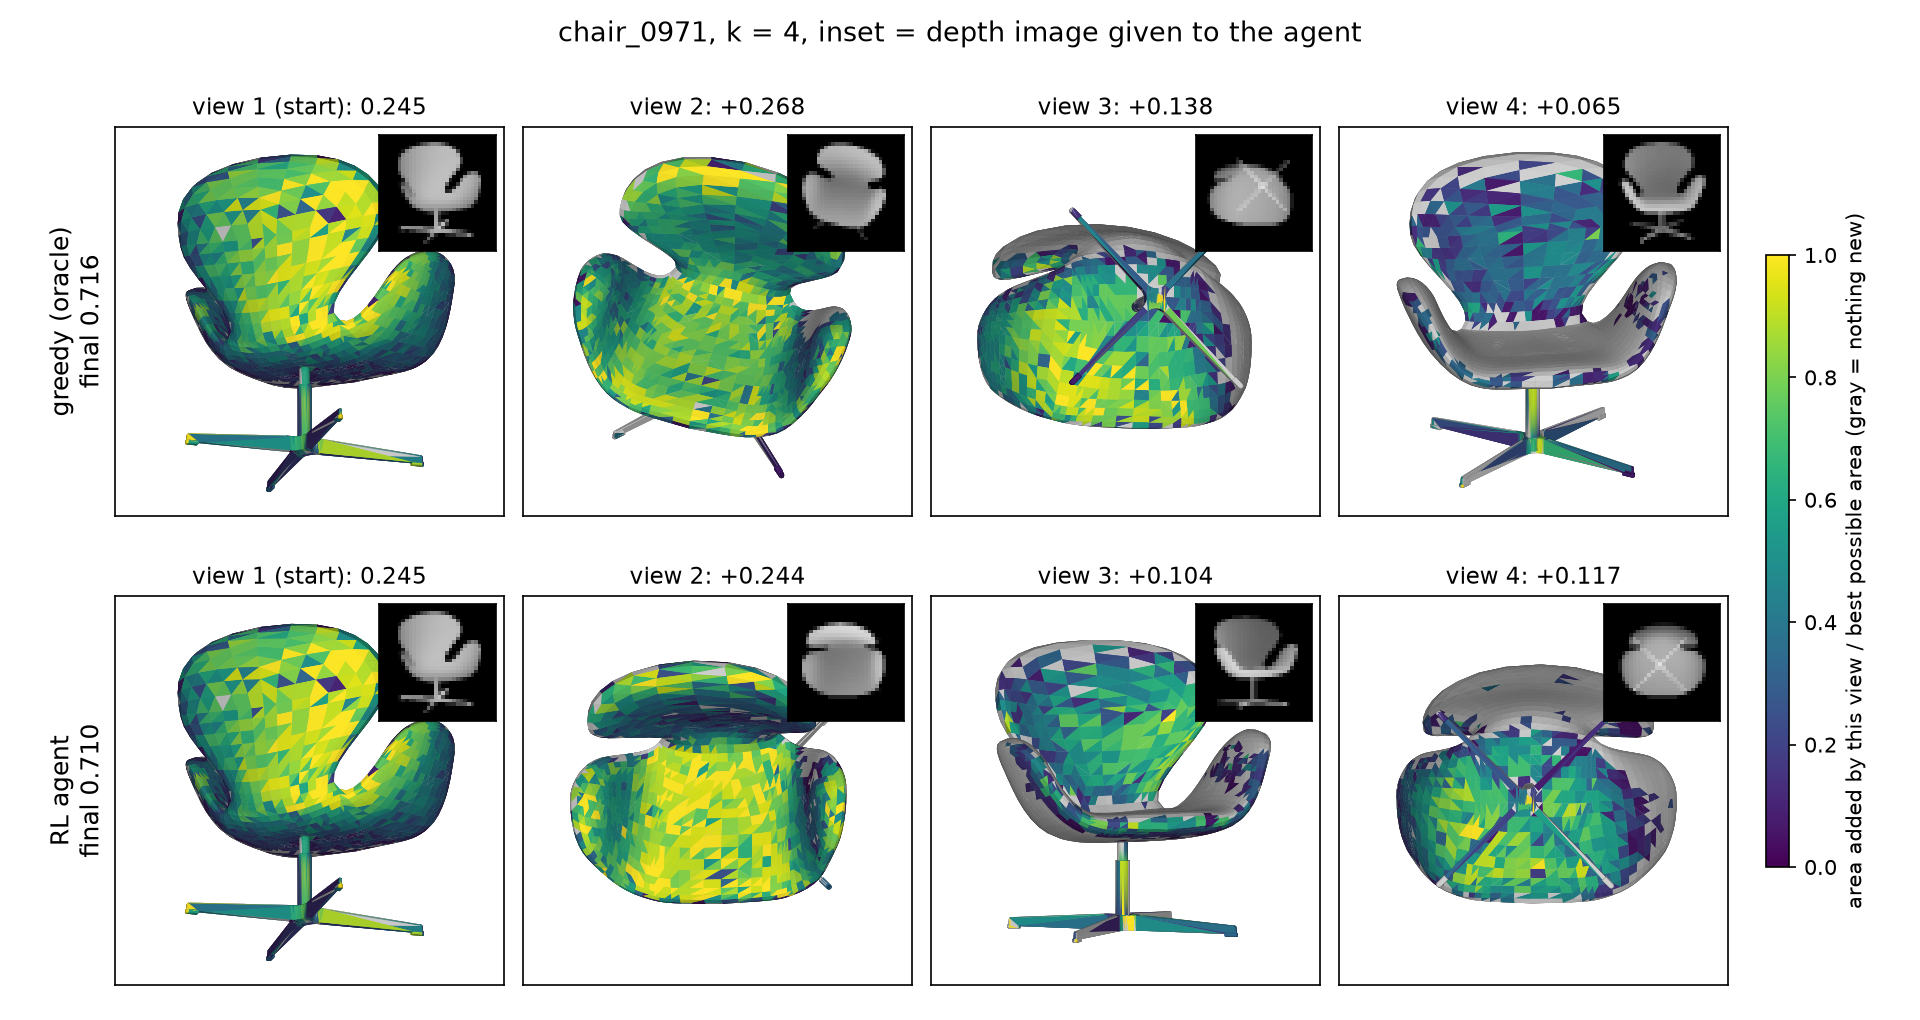 chair_0971, k = 4, inset = depth image given to the agent
view 1 (start): 0.245
view 2: +0.268
view 3: +0.138
view 4: +0.065
greedy (oracle)
final 0.716
view 1 (start): 0.245
view 2: +0.244
view 3: +0.104
view 4: +0.117
RL agent
final 0.710
1.0
0.8
0.6
0.4
0.2
0.0
area added by this view / best possible area (gray = nothing new)